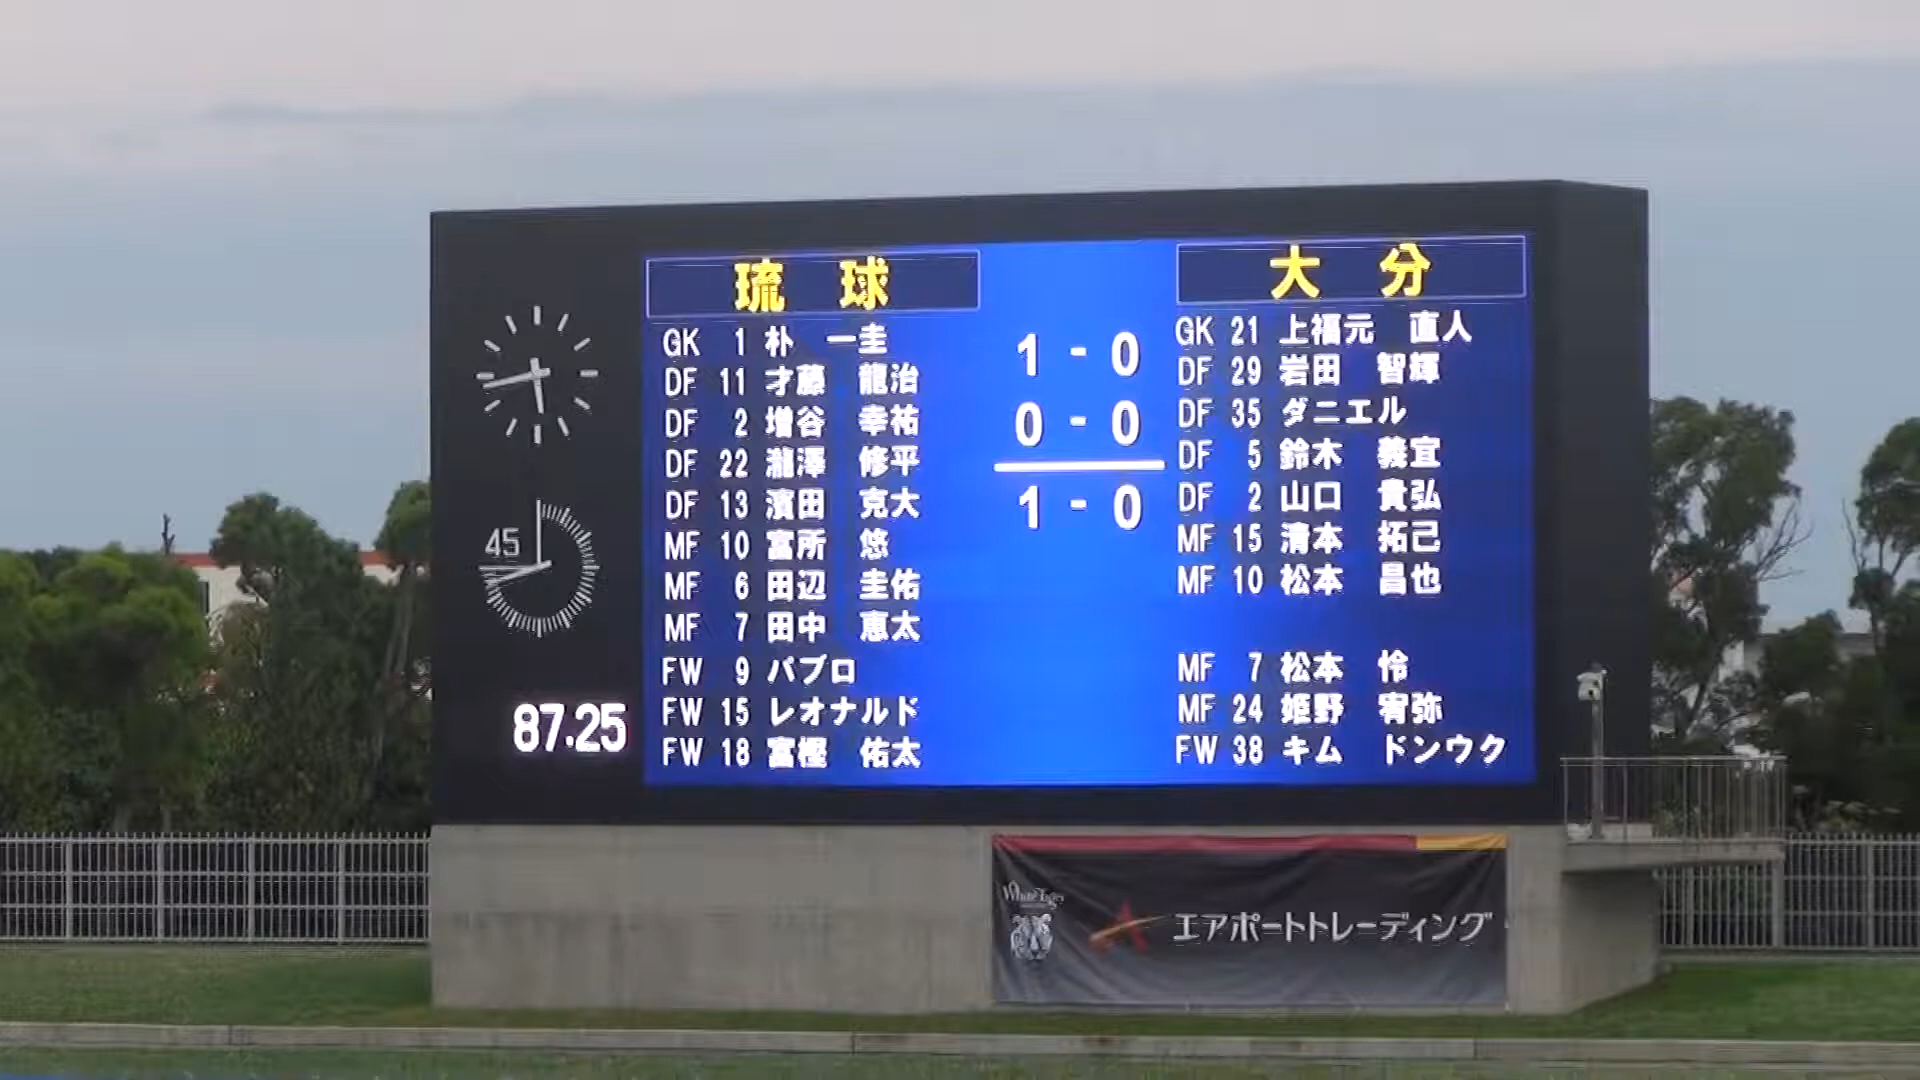 琉 球
GK 1 朴 一圭
DF 11 才藤 龍治
DF 2 増谷 幸祐
DF 22 瀧澤 修平
DF 13 濱田 克大
MF 10 富所 悠
MF 6 田辺 圭佑
MF 7 田中 恵太
FW 9 パブロ
FW 15 レオナルド
FW 18 富樫 佑太
1 - 0
0 - 0
1 - 0
大 分
GK 21 上福元 直人
DF 29 岩田 智輝
DF 35 ダニエル
DF 5 鈴木 義宜
DF 2 山口 貴弘
MF 15 清本 拓己
MF 10 松本 昌也
MF 7 松本 怜
MF 24 姫野 宥弥
FW 38 キム ドンウク
45
87.25
White Tiger
エアポートトレーディング